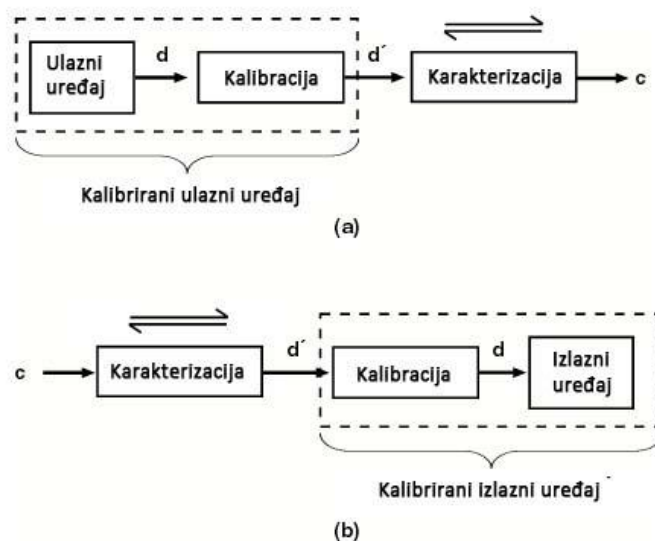 Ulazni
uređaj
d
Kalibracija
d´
Karakterizacija
c
Kalibrirani ulazni uređaj
(a)
c
Karakterizacija
d´
Kalibracija
d
Izlazni
uređaj
Kalibrirani izlazni uređaj
(b)